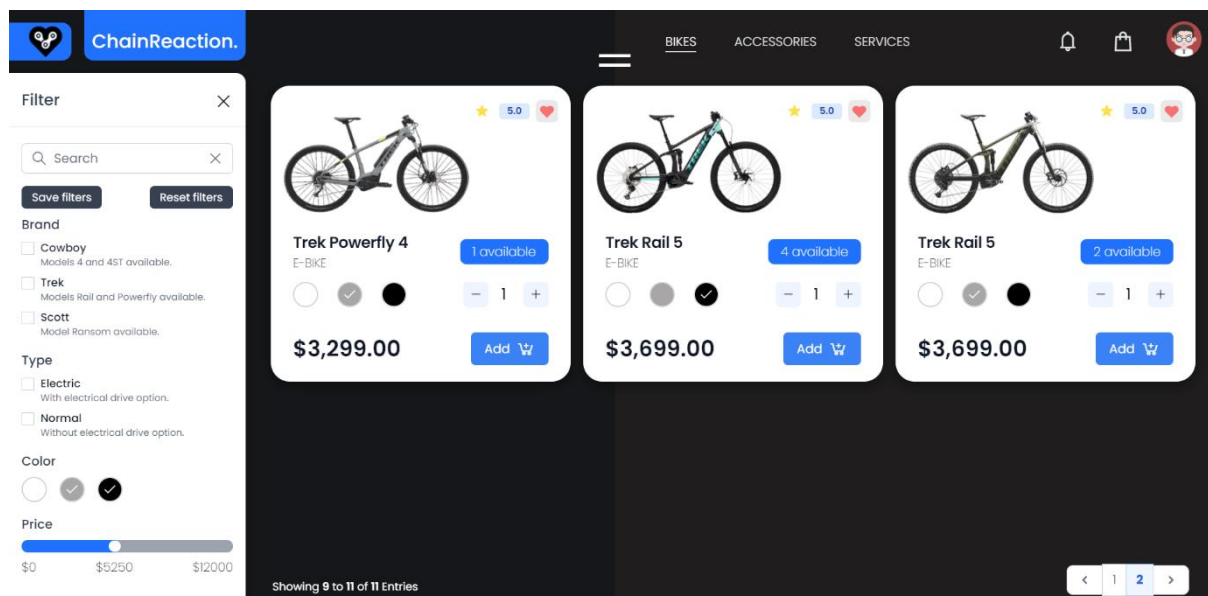 ChainReaction.
BIKES ACCESSORIES SERVICES
Filter
Search
Save filters Reset filters
Brand
Cowboy
Models 4 and 4ST available.
Trek
Models Rail and Powerfly available.
Scott
Model Ransom available.
Type
Electric
With electrical drive option.
Normal
Without electrical drive option.
Color
Price
$0 $5250 $12000
5.0
TREK
Trek Powerfly 4
1 available
E-BIKE
1
$3,299.00
Add
5.0
TREK
Trek Rail 5
4 available
E-BIKE
1
$3,699.00
Add
5.0
Trek Rail 5
2 available
E-BIKE
1
$3,699.00
Add
Showing 9 to 11 of 11 Entries
< 1 2 >